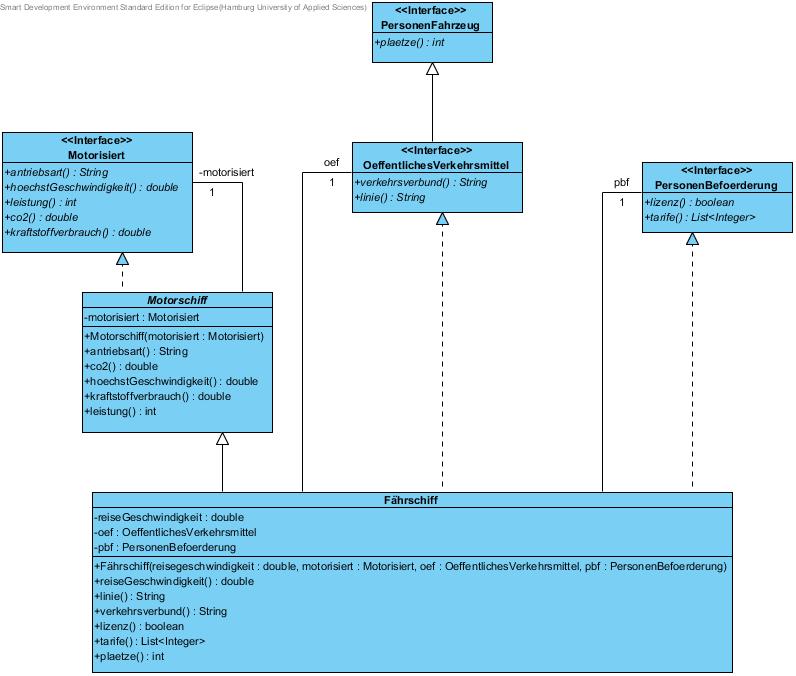 Smart Development Environment Standard Edition for Eclipse(Hamburg University of Applied Sciences)
<<Interface>>
PersonenFahrzeug
+plaetze() : int
<<Interface>>
Motorisiert
+antriebsart() : String
+hoechstGeschwindigkeit() : double
+leistung() : int
+co2() : double
+kraftstoffverbrauch() : double
-motorisiert
1
oef
1
<<Interface>>
OeffentlichesVerkehrsmittel
+verkehrsverbund() : String
+linie() : String
pbf
1
<<Interface>>
PersonenBefoerderung
+lizenz() : boolean
+tarife() : List<Integer>
Motorschiff
-motorisiert : Motorisiert
+Motorschiff(motorisiert : Motorisiert)
+antriebsart() : String
+co2() : double
+hoechstGeschwindigkeit() : double
+kraftstoffverbrauch() : double
+leistung() : int
Fährschiff
-reiseGeschwindigkeit : double
-oef : OeffentlichesVerkehrsmittel
-pbf : PersonenBefoerderung
+Fährschiff(reisegeschwindigkeit : double, motorisiert : Motorisiert, oef : OeffentlichesVerkehrsmittel, pbf : PersonenBefoerderung)
+reiseGeschwindigkeit() : double
+linie() : String
+verkehrsverbund() : String
+lizenz() : boolean
+tarife() : List<Integer>
+plaetze() : int